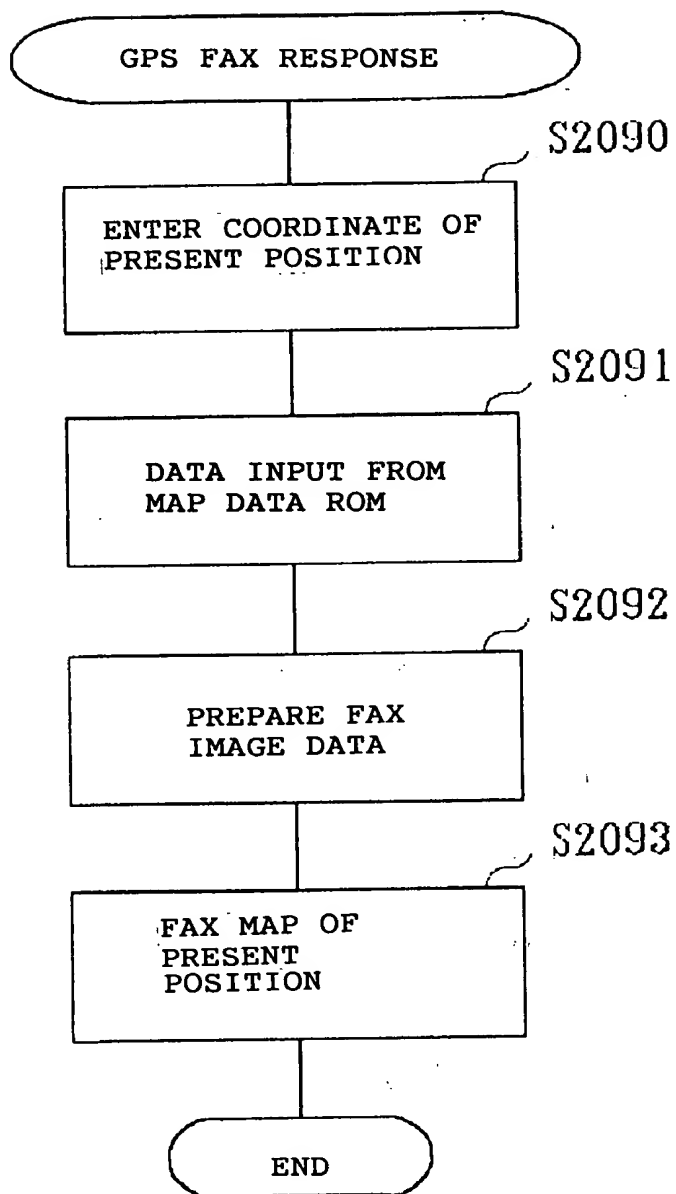 GPS FAX RESPONSE
S2090
ENTER COORDINATE OF
PRESENT POSITION
S2091
DATA INPUT FROM
MAP DATA ROM
S2092
PREPARE FAX
IMAGE DATA
S2093
FAX MAP OF
PRESENT
POSITION
END